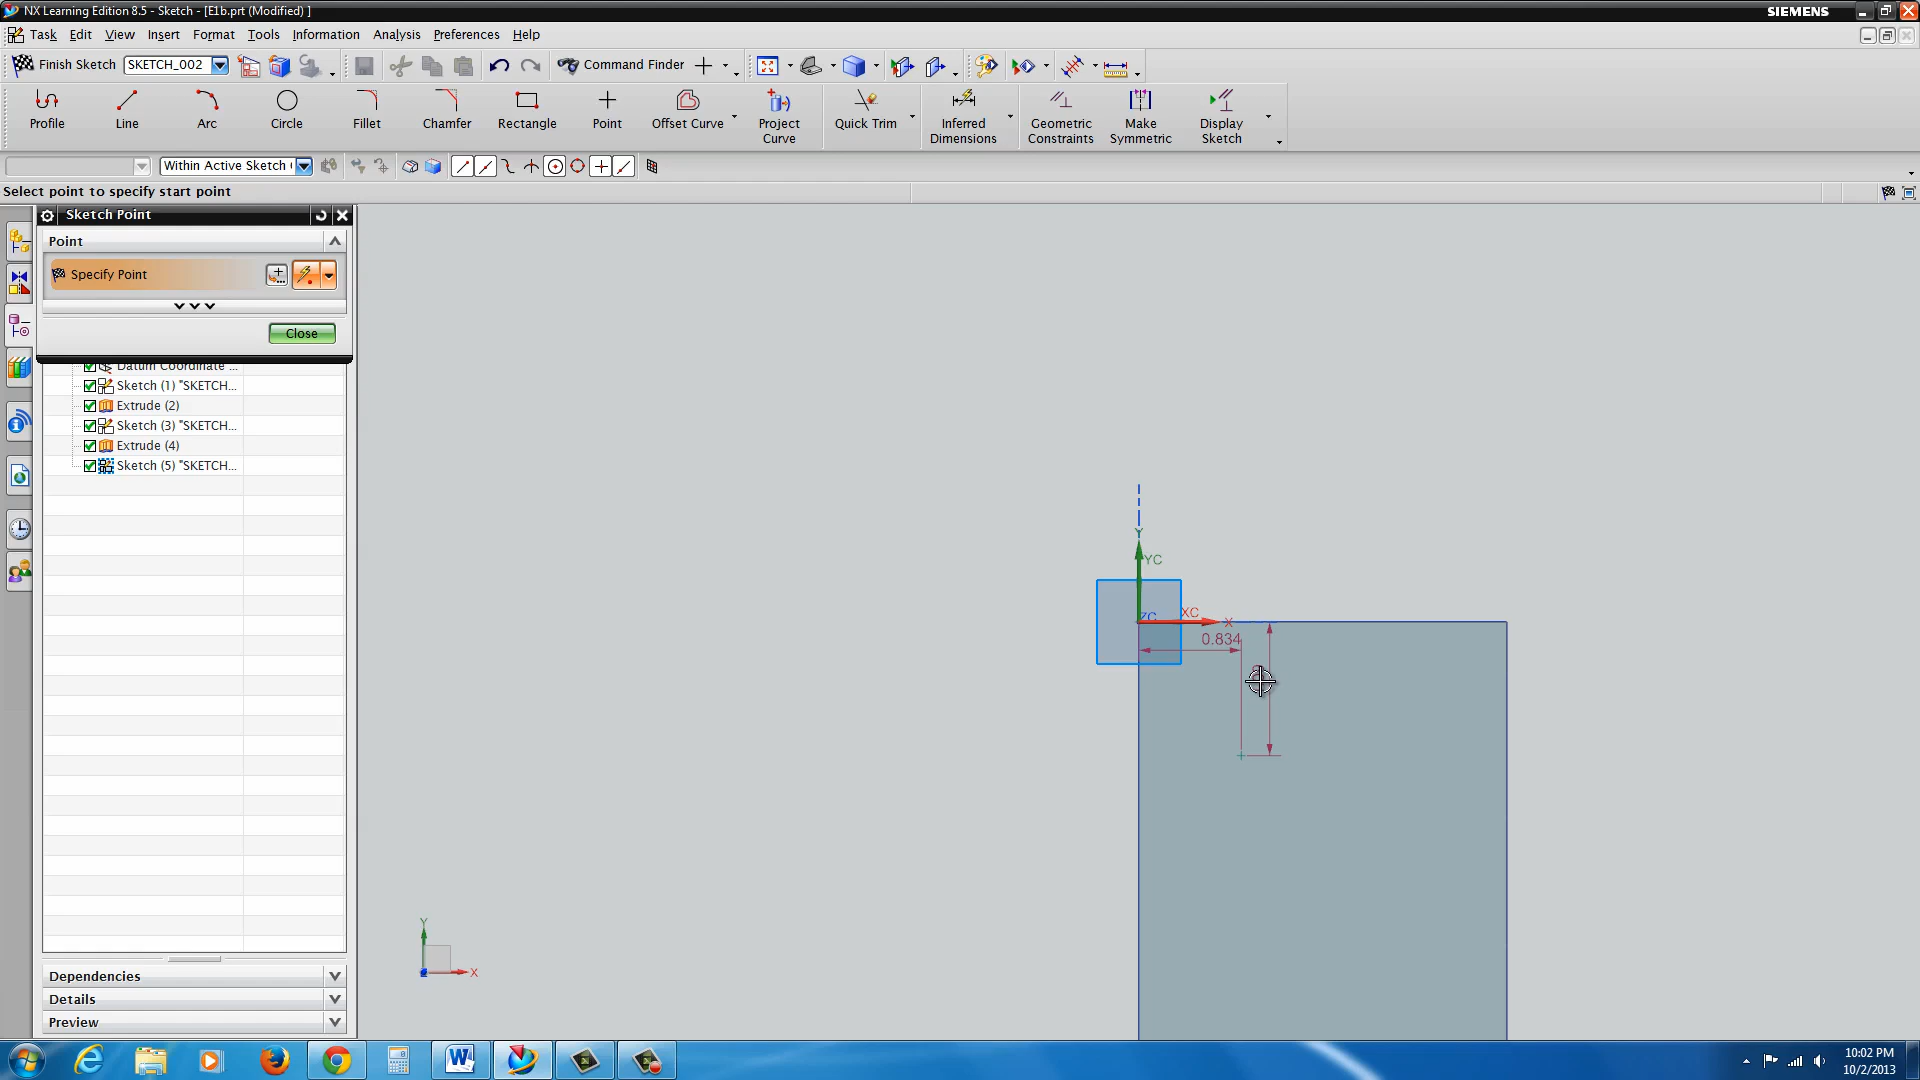 NX Learning Edition 8.5 - Sketch - [E1b.prt (Modified) ]
SIEMENS
Task Edit View Insert Format Tools Information Analysis Preferences Help
Finish Sketch SKETCH_002 Command Finder
Profile Line Arc Circle Fillet Chamfer Rectangle Point Offset Curve Project Curve Quick Trim Inferred Dimensions Geometric Constraints Make Symmetric Display Sketch
Within Active Sketch
Select point to specify start point
Sketch Point
Point
Specify Point
Close
Datum Coordinate ...
Sketch (1) "SKETCH...
Extrude (2)
Sketch (3) "SKETCH...
Extrude (4)
Sketch (5) "SKETCH...
Y
YC
ZC
XC
X
0.834
Y
X
Dependencies
Details
Preview
10:02 PM
10/2/2013